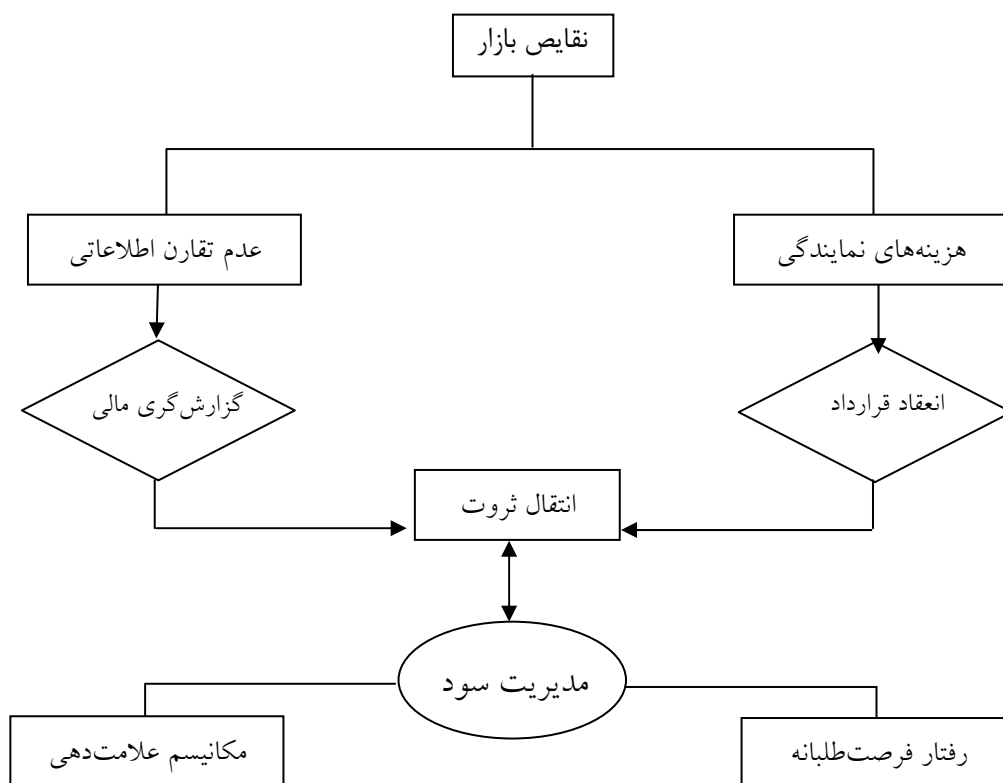 نقایص بازار
هزینه‌های نمایندگی
عدم تقارن اطلاعاتی
انعقاد قرارداد
گزارش‌گری مالی
انتقال ثروت
مدیریت سود
رفتار فرصت‌طلبانه
مکانیسم علامت‌دهی